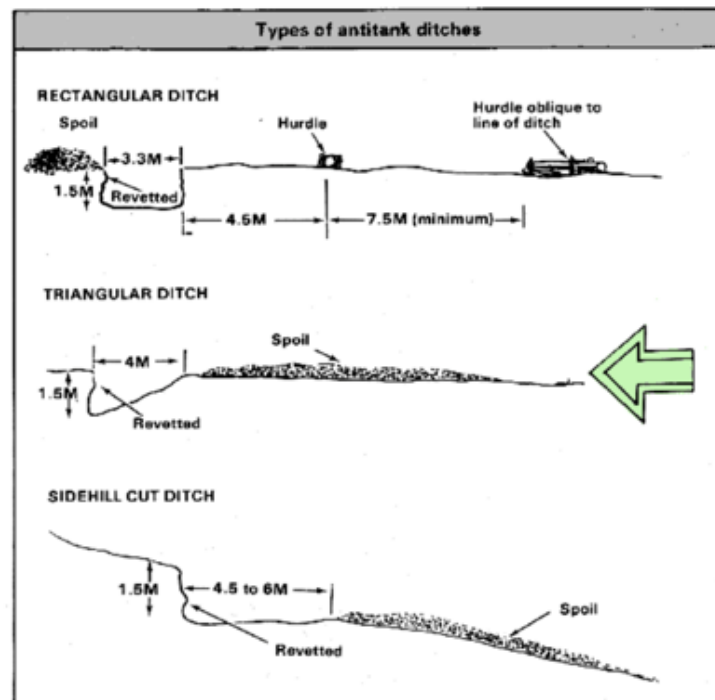 Types of antitank ditches
RECTANGULAR DITCH
Spoil
Hurdle
Hurdle oblique to
line of ditch
3.3M
1.5M
Revetted
4.5M
7.5M (minimum)
TRIANGULAR DITCH
Spoil
4M
1.5M
Revetted
SIDEHILL CUT DITCH
1.5M
4.5 to 6M
Spoil
Revetted